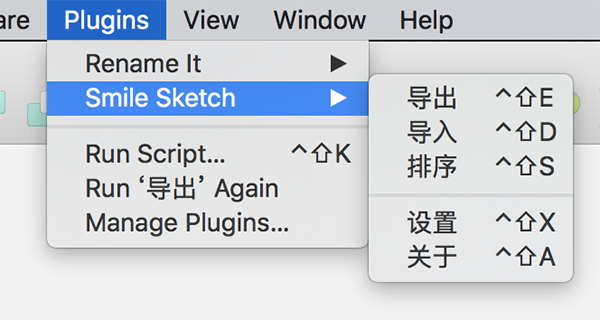 are Plugins View Window Help
Rename It ▶
Smile Sketch ▶
Run Script... ^⇧K
Run ‘导出’ Again
Manage Plugins...
导出 ^⇧E
导入 ^⇧D
排序 ^⇧S
设置 ^⇧X
关于 ^⇧A